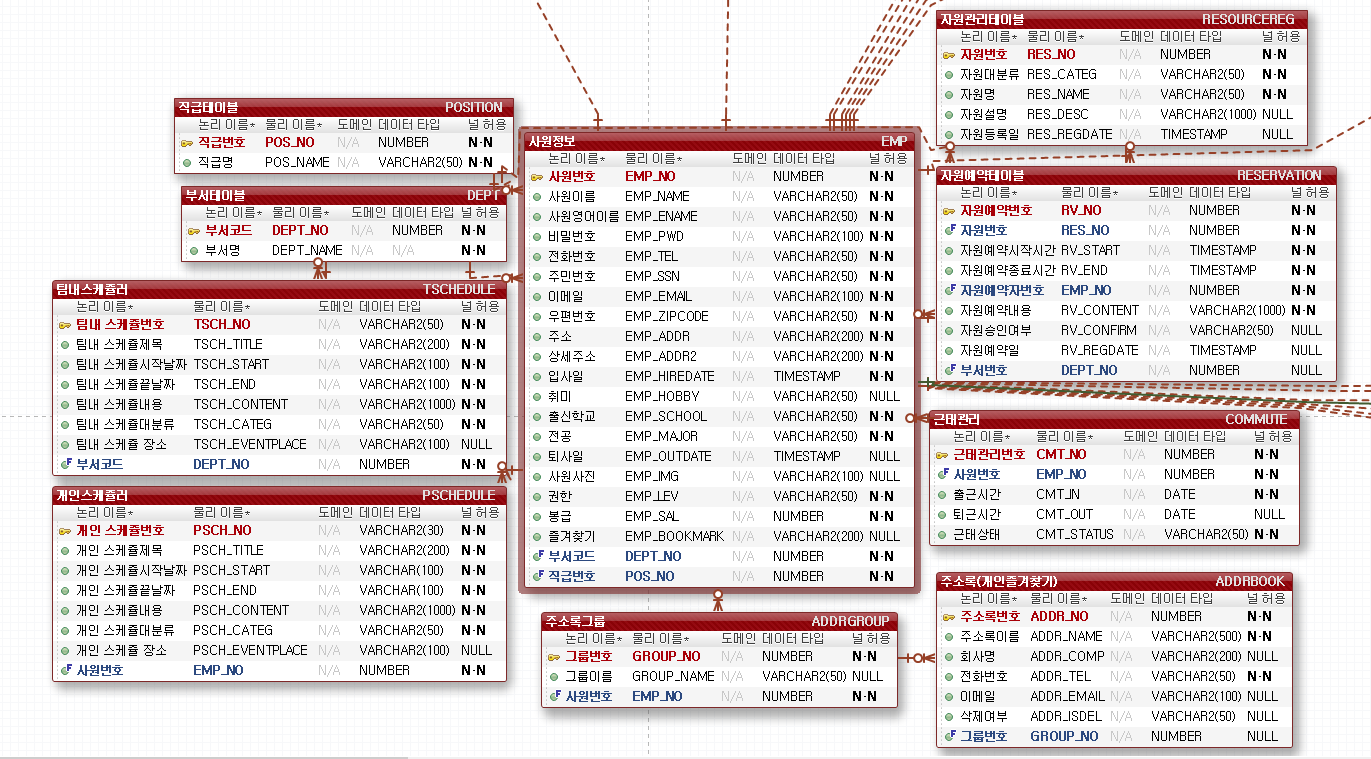 직급테이블 POSITION
논리 이름* 물리 이름* 도메인 데이터 타입 널 허용
직급번호 POS_NO N/A NUMBER N-N
직급명 POS_NAME N/A VARCHAR2(50) N-N
부서테이블 DEPT
논리 이름* 물리 이름* 도메인 데이터 타입 널 허용
부서코드 DEPT_NO N/A NUMBER N-N
부서명 DEPT_NAME N/A N/A N-N
팀내스케쥴러 TSCHEDULE
논리 이름* 물리 이름* 도메인 데이터 타입 널 허용
팀내 스케쥴번호 TSCH_NO N/A VARCHAR2(50) N-N
팀내 스케쥴제목 TSCH_TITLE N/A VARCHAR2(200) N-N
팀내 스케쥴시작날짜 TSCH_START N/A VARCHAR2(100) N-N
팀내 스케쥴끝날짜 TSCH_END N/A VARCHAR2(100) N-N
팀내 스케쥴내용 TSCH_CONTENT N/A VARCHAR2(1000) N-N
팀내 스케쥴대분류 TSCH_CATEG N/A VARCHAR2(50) N-N
팀내 스케쥴 장소 TSCH_EVENTPLACE N/A VARCHAR2(100) NULL
부서코드 DEPT_NO N/A NUMBER N-N
개인스케쥴러 PSCHEDULE
논리 이름* 물리 이름* 도메인 데이터 타입 널 허용
개인 스케쥴번호 PSCH_NO N/A VARCHAR2(30) N-N
개인 스케쥴제목 PSCH_TITLE N/A VARCHAR2(200) N-N
개인 스케쥴시작날짜 PSCH_START N/A VARCHAR(100) N-N
개인 스케쥴끝날짜 PSCH_END N/A VARCHAR(100) N-N
개인 스케쥴내용 PSCH_CONTENT N/A VARCHAR2(1000) N-N
개인 스케쥴대분류 PSCH_CATEG N/A VARCHAR2(50) N-N
개인 스케쥴 장소 PSCH_EVENTPLACE N/A VARCHAR2(100) NULL
사원번호 EMP_NO N/A NUMBER N-N
사원정보 EMP
논리 이름* 물리 이름* 도메인 데이터 타입 널 허용
사원번호 EMP_NO N/A NUMBER N-N
사원이름 EMP_NAME N/A VARCHAR2(50) N-N
사원영어이름 EMP_ENAME N/A VARCHAR2(50) N-N
비밀번호 EMP_PWD N/A VARCHAR2(100) N-N
전화번호 EMP_TEL N/A VARCHAR2(50) N-N
주민번호 EMP_SSN N/A VARCHAR2(50) N-N
이메일 EMP_EMAIL N/A VARCHAR2(100) N-N
우편번호 EMP_ZIPCODE N/A VARCHAR2(50) N-N
주소 EMP_ADDR N/A VARCHAR2(200) N-N
상세주소 EMP_ADDR2 N/A VARCHAR2(200) N-N
입사일 EMP_HIREDATE N/A TIMESTAMP N-N
취미 EMP_HOBBY N/A VARCHAR2(50) NULL
출신학교 EMP_SCHOOL N/A VARCHAR2(50) N-N
전공 EMP_MAJOR N/A VARCHAR2(50) N-N
퇴사일 EMP_OUTDATE N/A TIMESTAMP NULL
사원사진 EMP_IMG N/A VARCHAR2(100) NULL
권한 EMP_LEV N/A VARCHAR2(50) N-N
봉급 EMP_SAL N/A NUMBER N-N
즐겨찾기 EMP_BOOKMARK N/A VARCHAR2(200) NULL
부서코드 DEPT_NO N/A NUMBER N-N
직급번호 POS_NO N/A NUMBER N-N
주소록그룹 ADDRGROUP
논리 이름* 물리 이름* 도메인 데이터 타입 널 허용
그룹번호 GROUP_NO N/A NUMBER N-N
그룹이름 GROUP_NAME N/A VARCHAR2(50) NULL
사원번호 EMP_NO N/A NUMBER N-N
자원관리테이블 RESOURCEREG
논리 이름* 물리 이름* 도메인 데이터 타입 널 허용
자원번호 RES_NO N/A NUMBER N-N
자원대분류 RES_CATEG N/A VARCHAR2(50) N-N
자원명 RES_NAME N/A VARCHAR2(50) N-N
자원설명 RES_DESC N/A VARCHAR2(1000) NULL
자원등록일 RES_REGDATE N/A TIMESTAMP NULL
자원예약테이블 RESERVATION
논리 이름* 물리 이름* 도메인 데이터 타입 널 허용
자원예약번호 RV_NO N/A NUMBER N-N
자원번호 RES_NO N/A NUMBER N-N
자원예약시작시간 RV_START N/A TIMESTAMP N-N
자원예약종료시간 RV_END N/A TIMESTAMP N-N
자원예약자번호 EMP_NO N/A NUMBER N-N
자원예약내용 RV_CONTENT N/A VARCHAR2(1000) N-N
자원승인여부 RV_CONFIRM N/A VARCHAR2(50) NULL
자원예약일 RV_REGDATE N/A TIMESTAMP NULL
부서번호 DEPT_NO N/A NUMBER N-N
근태관리 COMMUTE
논리 이름* 물리 이름* 도메인 데이터 타입 널 허용
근태관리번호 CMT_NO N/A NUMBER N-N
사원번호 EMP_NO N/A NUMBER N-N
출근시간 CMT_IN N/A DATE N-N
퇴근시간 CMT_OUT N/A DATE NULL
근태상태 CMT_STATUS N/A VARCHAR2(50) N-N
주소록(개인즐겨찾기) ADDRBOOK
논리 이름* 물리 이름* 도메인 데이터 타입 널 허용
주소록번호 ADDR_NO N/A NUMBER N-N
주소록이름 ADDR_NAME N/A VARCHAR2(500) N-N
회사명 ADDR_COMP N/A VARCHAR2(200) NULL
전화번호 ADDR_TEL N/A VARCHAR2(50) N-N
이메일 ADDR_EMAIL N/A VARCHAR2(100) NULL
삭제여부 ADDR_ISDEL N/A VARCHAR2(50) NULL
그룹번호 GROUP_NO N/A NUMBER NULL